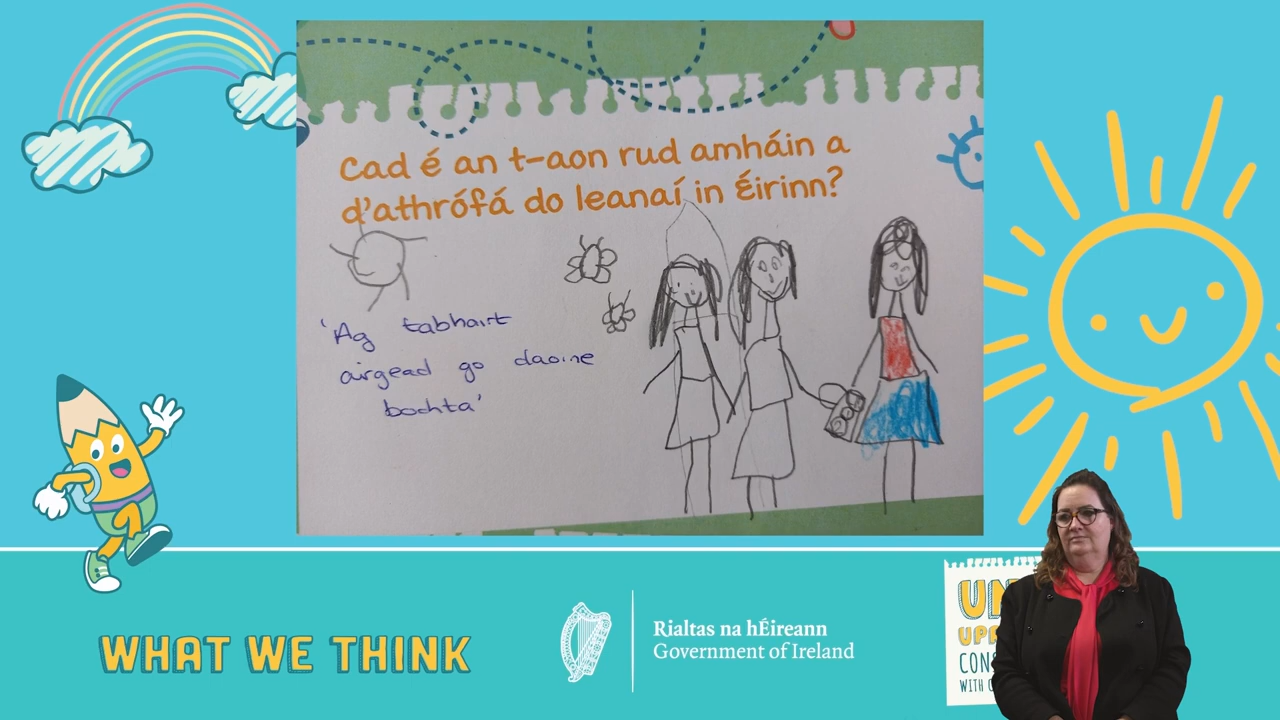 Cad é an t-aon rud amháin a
d'athrófá do leanaí in Éirinn?
'Ag tabhairt
airgead go daoine
bochta'
WHAT WE THINK
Rialtas na hÉireann
Government of Ireland